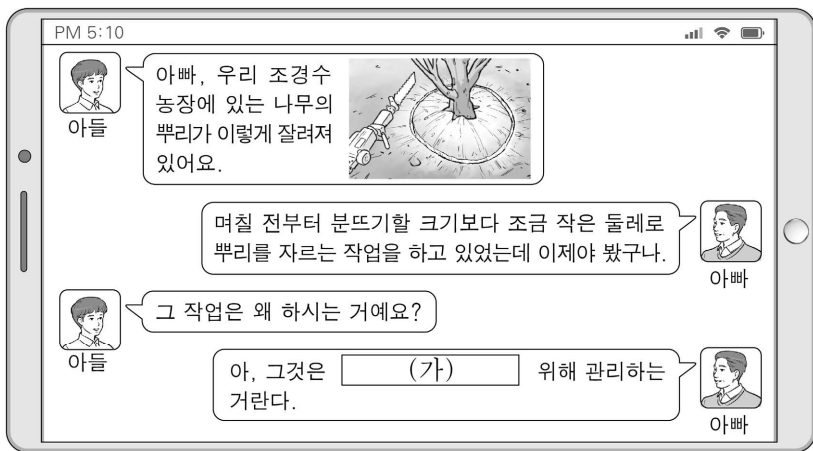 PM 5:10
아빠, 우리 조경수
농장에 있는 나무의
뿌리가 이렇게 잘려져
있어요.
아들
며칠 전부터 분뜨기할 크기보다 조금 작은 둘레로
뿌리를 자르는 작업을 하고 있었는데 이제야 봤구나.
아빠
그 작업은 왜 하시는 거예요?
아들
아, 그것은 (가) 위해 관리하는
거란다.
아빠